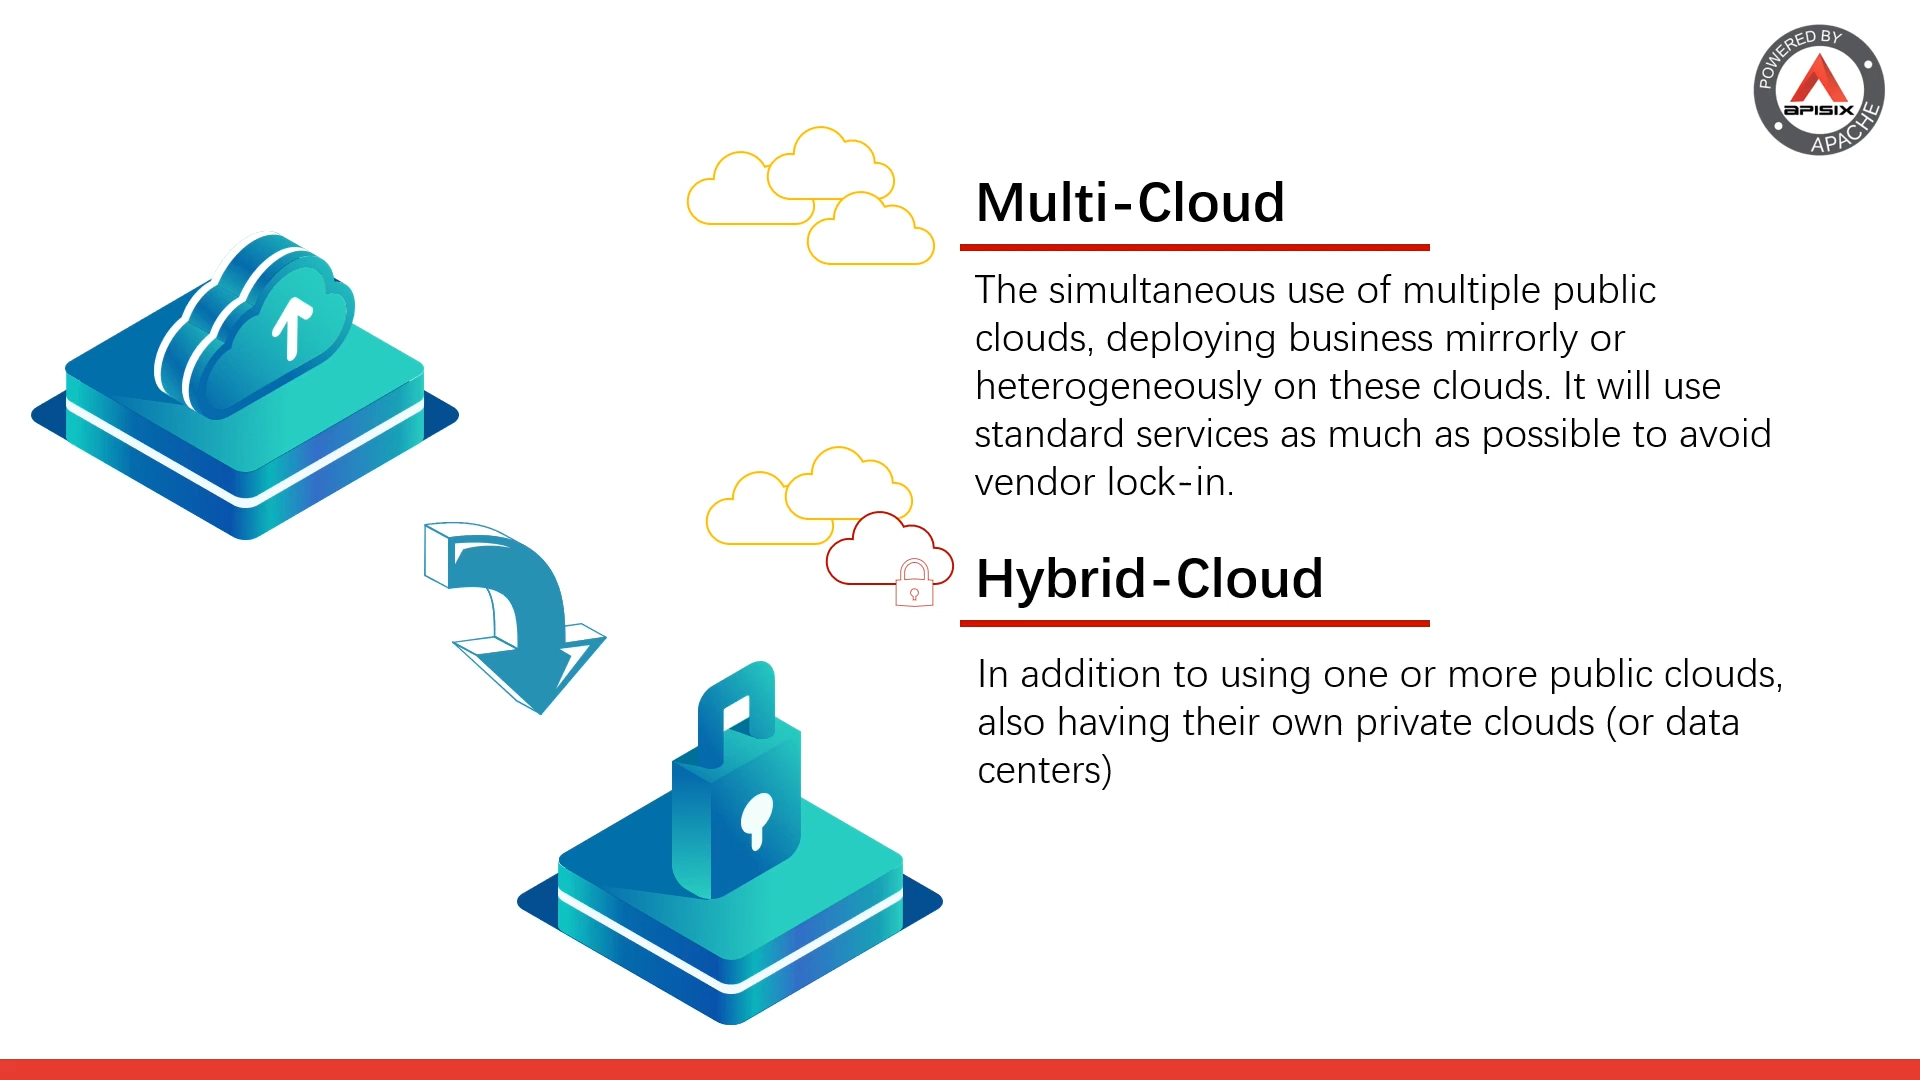 POWERED BY
APISIX
APACHE
Multi-Cloud
The simultaneous use of multiple public
clouds, deploying business mirrorly or
heterogeneously on these clouds. It will use
standard services as much as possible to avoid
vendor lock-in.
Hybrid-Cloud
In addition to using one or more public clouds,
also having their own private clouds (or data
centers)